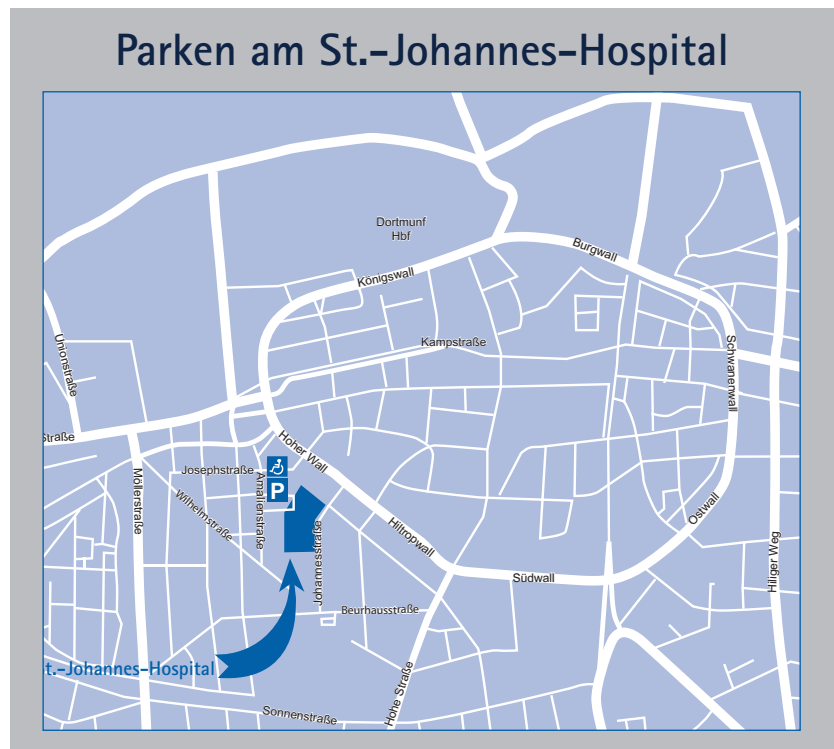 Parken am St.-Johannes-Hospital
Dortmunf
Hbf
Burgwall
Königswall
Kampstraße
Unionstraße
Schwanenwall
straße
Hoher Wall
Josephstraße
P
Möllerstraße
Wilhelmstraße
Amalienstraße
Johannesstraße
Hiltropwall
Ostwall
Südwall
Hiliger Weg
Beurhausstraße
t.-Johannes-Hospital
Hohe Straße
Sonnenstraße